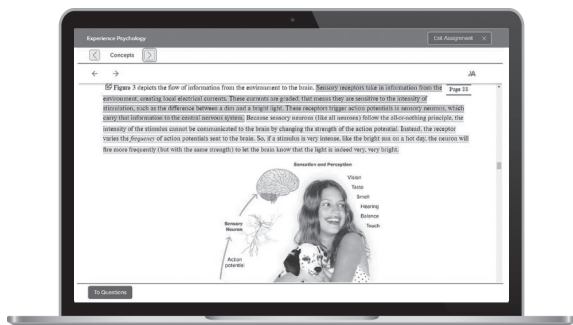 Experience Psychology
Exit Assignment ×
< Concepts >
← → AA
Figure 3 depicts the flow of information from the environment to the brain. Sensory receptors take in information from the Page 33
environment, creating local electrical currents. These currents are graded; that means they are sensitive to the intensity of
stimulation, such as the difference between a dim and a bright light. These receptors trigger action potentials in sensory neurons, which
carry that information to the central nervous system. Because sensory neurons (like all neurons) follow the all-or-nothing principle, the
intensity of the stimulus cannot be communicated to the brain by changing the strength of the action potential. Instead, the receptor
varies the frequency of action potentials sent to the brain. So, if a stimulus is very intense, like the bright sun on a hot day, the neuron will
fire more frequently (but with the same strength) to let the brain know that the light is indeed very, very bright.
Sensation and Perception
Vision
Taste
Smell
Hearing
Balance
Touch
Sensory
Neuron
Action
potential
To Questions